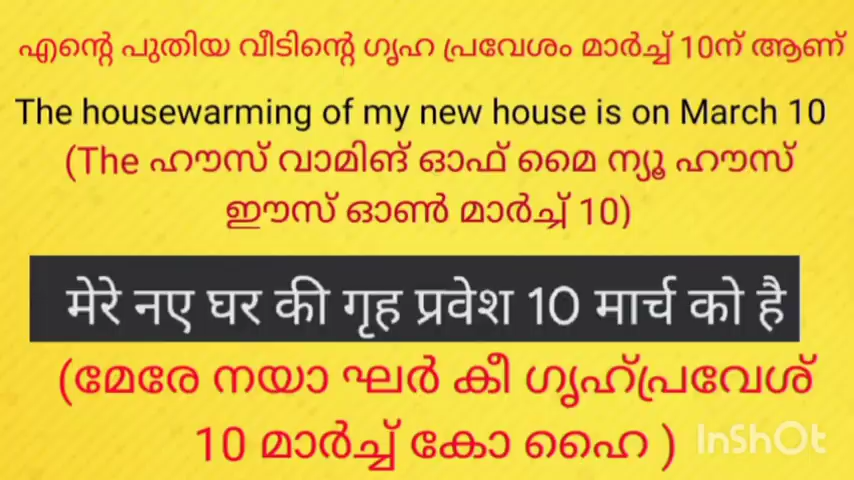 എന്റെ പുതിയ വീടിന്റെ ഗൃഹ പ്രവേശം മാർച്ച് 10ന് ആണ്
The housewarming of my new house is on March 10
(The ഹൗസ് വാമിങ് ഓഫ് മൈ ന്യൂ ഹൗസ്
ഈസ് ഓൺ മാർച്ച് 10)
मेरे नए घर की गृह प्रवेश 10 मार्च को है
(മേരേ നയാ ഘർ കീ ഗൃഹ്പ്രവേശ്
10 മാർച്ച് കോ ഹൈ )
InShOt